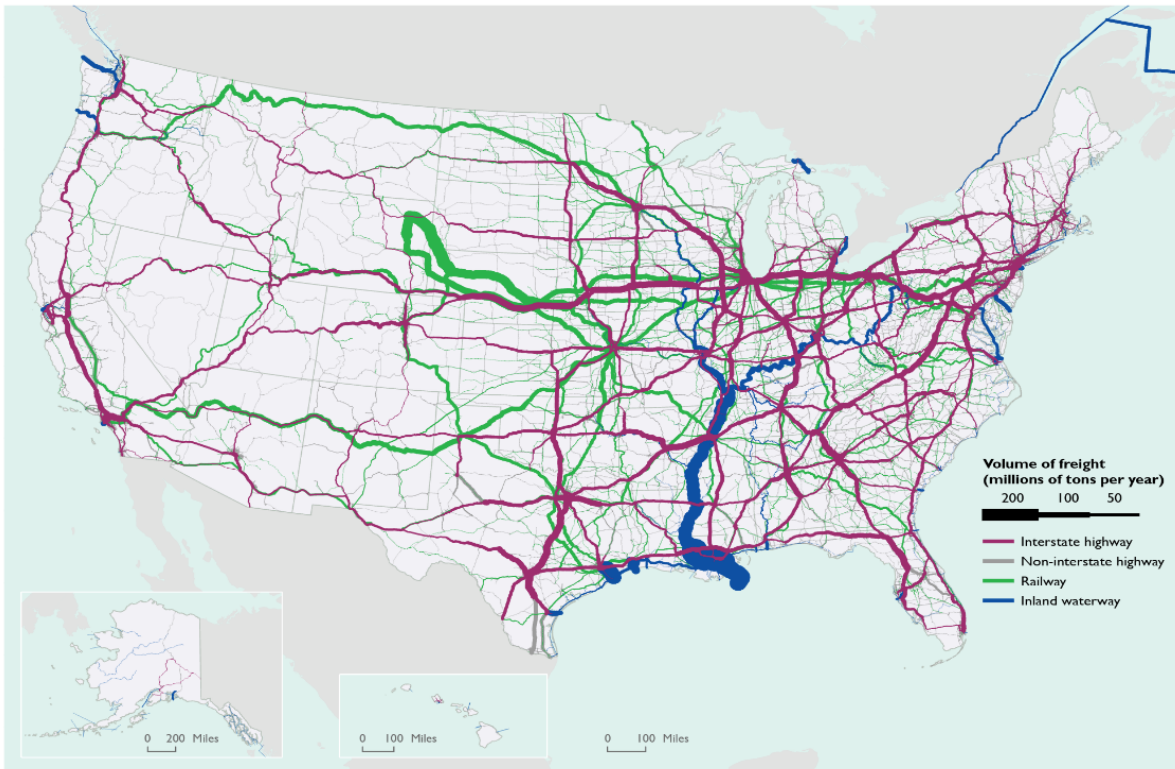 Volume of freight
(millions of tons per year)
200 100 50
Interstate highway
Non-interstate highway
Railway
Inland waterway
0 200 Miles
0 100 Miles
0 100 Miles